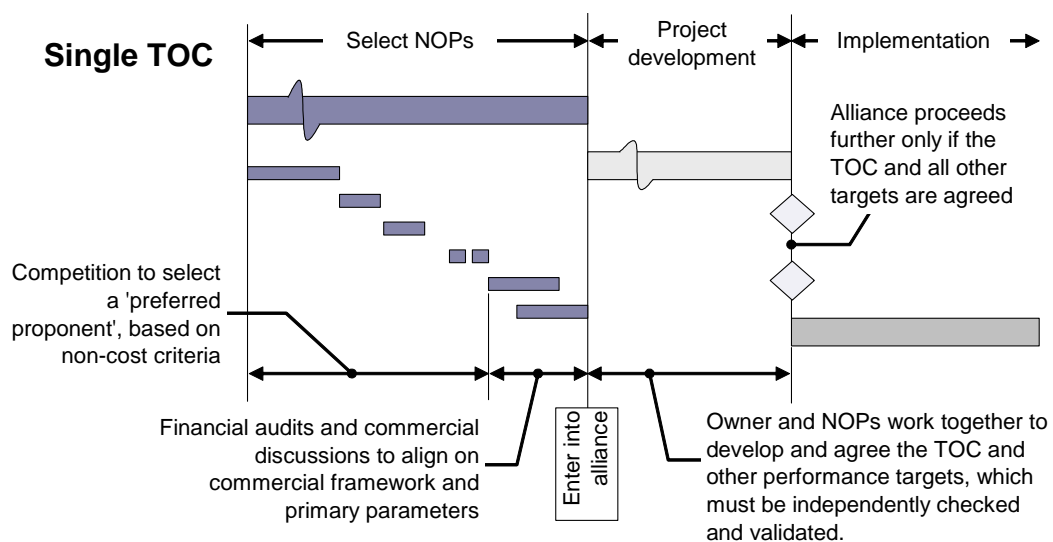 Single TOC
Select NOPs
Project
development
Implementation
Alliance proceeds
further only if the
TOC and all other
targets are agreed
Competition to select
a 'preferred
proponent', based on
non-cost criteria
Financial audits and commercial
discussions to align on
commercial framework and
primary parameters
Enter into
alliance
Owner and NOPs work together to
develop and agree the TOC and
other performance targets, which
must be independently checked
and validated.